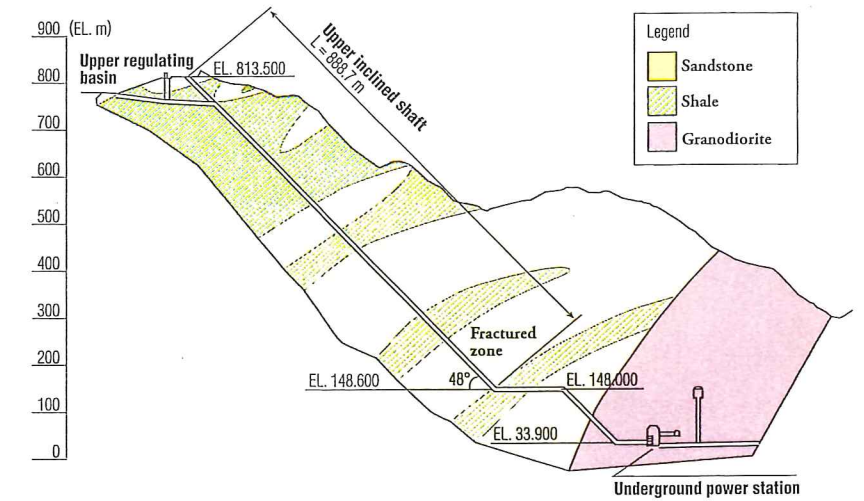 900 (EL. m)
800
700
600
500
400
300
200
100
0
Upper regulating
basin
EL. 813.500
Upper inclined shaft
L = 888.7 m
Legend
Sandstone
Shale
Granodiorite
Fractured
zone
EL. 148.600
48°
EL. 148.000
EL. 33.900
Underground power station